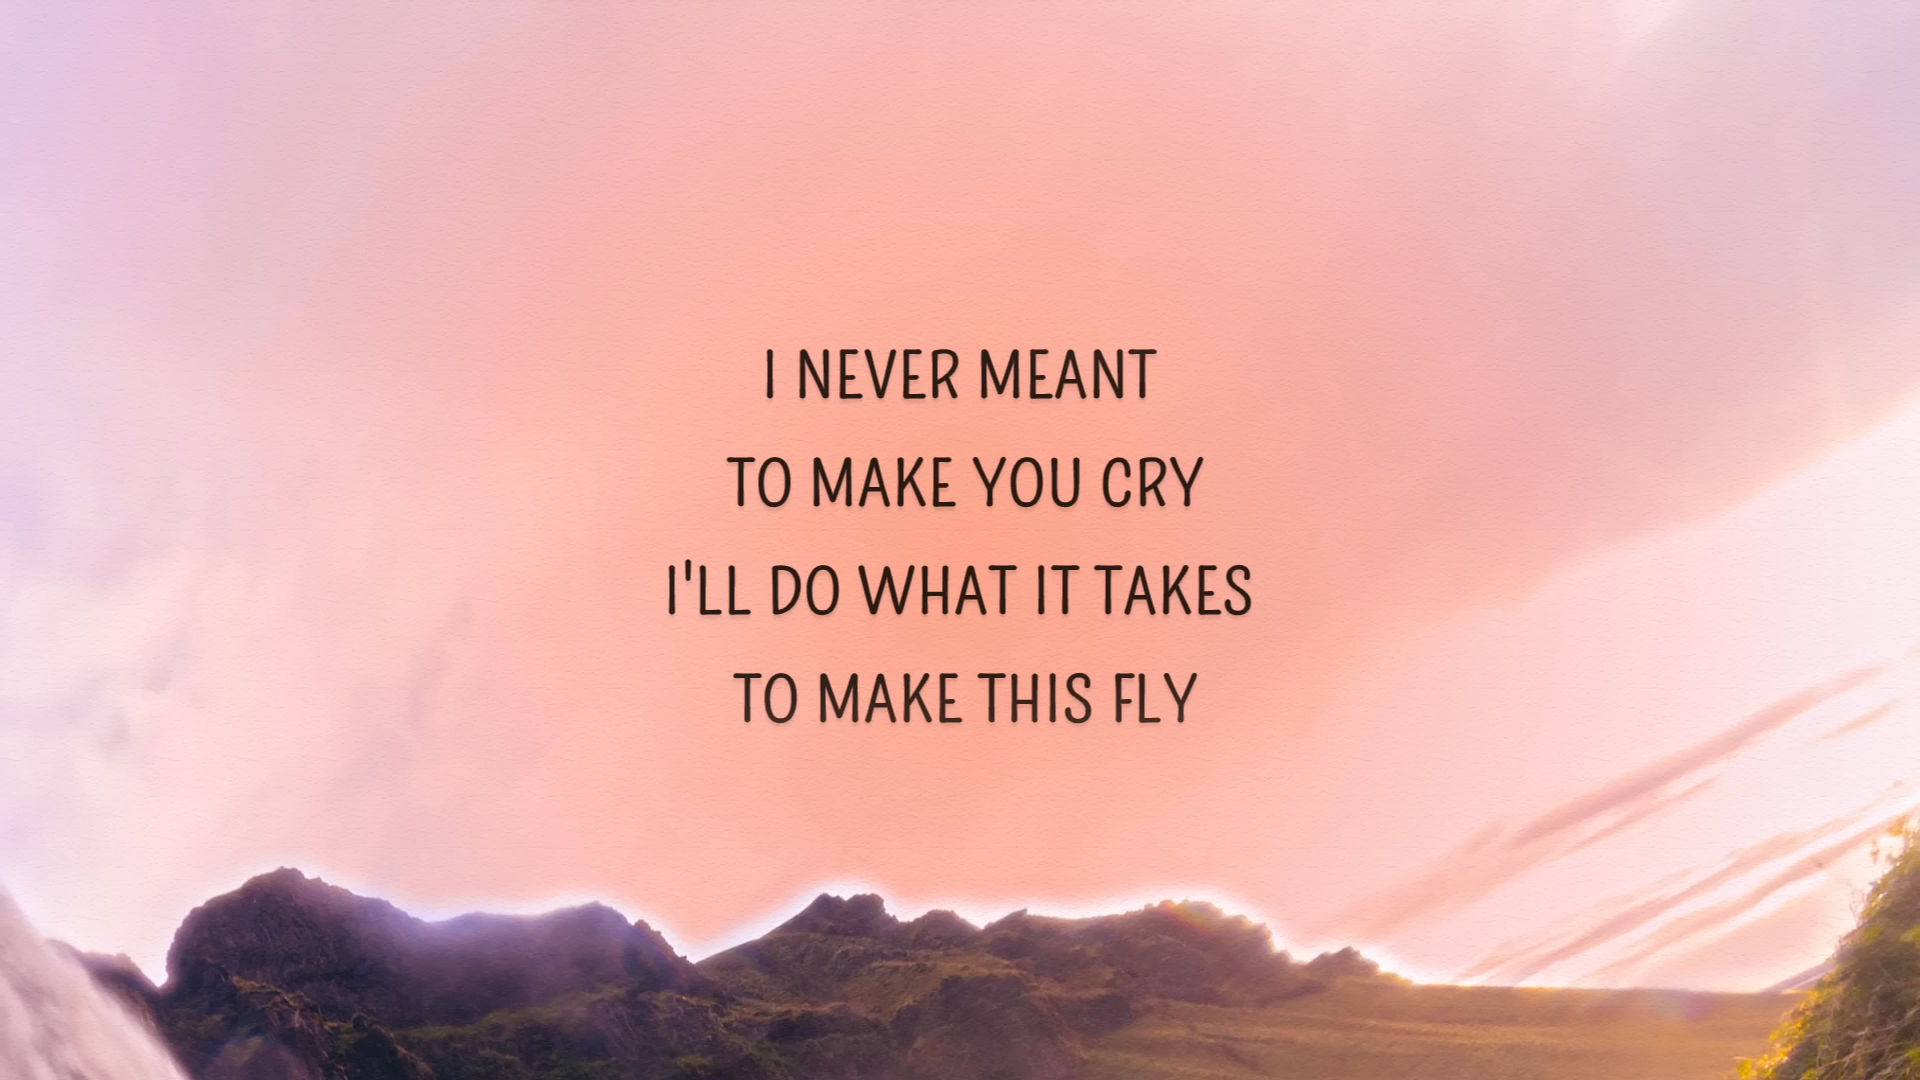 I NEVER MEANT
TO MAKE YOU CRY
I'LL DO WHAT IT TAKES
TO MAKE THIS FLY